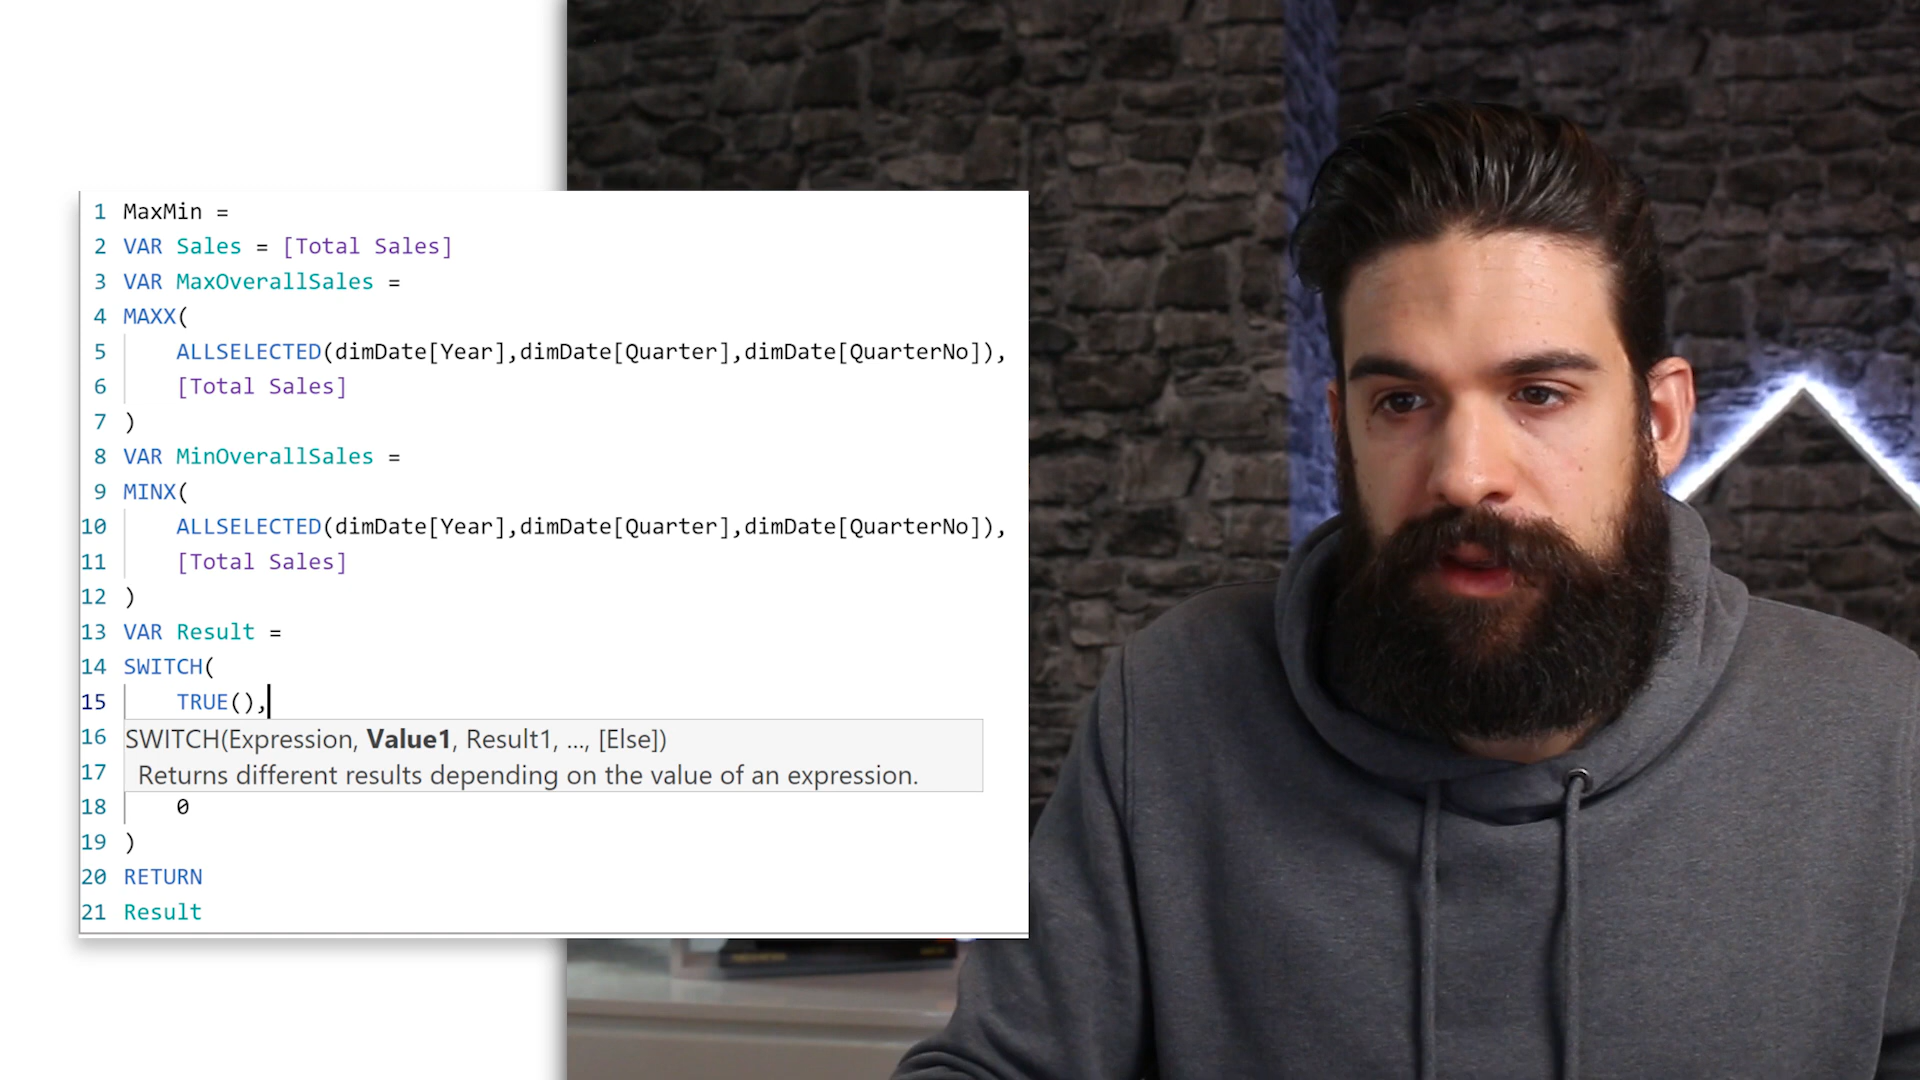 1 MaxMin =
2 VAR Sales = [Total Sales]
3 VAR MaxOverallSales =
4 MAXX(
5 ALLSELECTED(dimDate[Year],dimDate[Quarter],dimDate[QuarterNo]),
6 [Total Sales]
7 )
8 VAR MinOverallSales =
9 MINX(
10 ALLSELECTED(dimDate[Year],dimDate[Quarter],dimDate[QuarterNo]),
11 [Total Sales]
12 )
13 VAR Result =
14 SWITCH(
15 TRUE(),
16 SWITCH(Expression, Value1, Result1, ..., [Else])
17 Returns different results depending on the value of an expression.
18 0
19 )
20 RETURN
21 Result